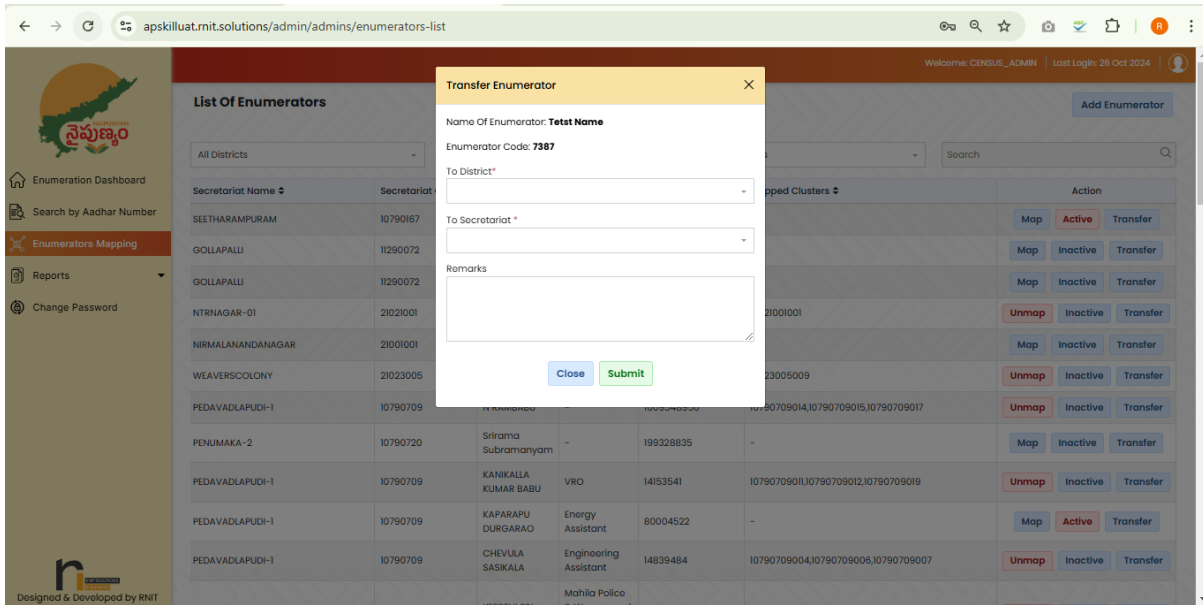 apskilluat.rnit.solutions/admin/admins/enumerators-list
R
Welcome: CENSUS_ADMIN | Last Login: 26 Oct 2024
నైపుణ్యం
Enumeration Dashboard
Search by Aadhar Number
Enumerators Mapping
Reports
Change Password
Designed & Developed by RNIT
List Of Enumerators
Add Enumerator
All Districts
Search
Transfer Enumerator
Name Of Enumerator: Tetst Name
Enumerator Code: 7387
To District*
To Secretariat *
Remarks
Close Submit
Secretariat Name Secretariat pped Clusters Action
SEETHARAMPURAM 10790167 Map Active Transfer
GOLLAPALLI 11290072 Map Inactive Transfer
GOLLAPALLI 11290072 Map Inactive Transfer
NTRNAGAR-01 21021001 21001001 Unmap Inactive Transfer
NIRMALANANDANAGAR 21001001 Map Inactive Transfer
WEAVERSCOLONY 21023005 23005009 Unmap Inactive Transfer
PEDAVADLAPUDI-1 10790709 N RAMBABU - 10790709014,10790709015,10790709017 Unmap Inactive Transfer
PENUMAKA-2 10790720 Srirama Subramanyam - 199328835 - Map Inactive Transfer
PEDAVADLAPUDI-1 10790709 KANIKALLA KUMAR BABU VRO 14153541 10790709011,10790709012,10790709019 Unmap Inactive Transfer
PEDAVADLAPUDI-1 10790709 KAPARAPU DURGARAO Energy Assistant 80004522 - Map Active Transfer
PEDAVADLAPUDI-1 10790709 CHEVULA SASIKALA Engineering Assistant 14839484 10790709004,10790709006,10790709007 Unmap Inactive Transfer
Mahila Police